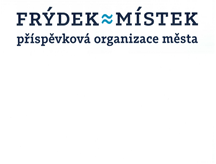 FRÝDEK≈MÍSTEK
příspěvková organizace města